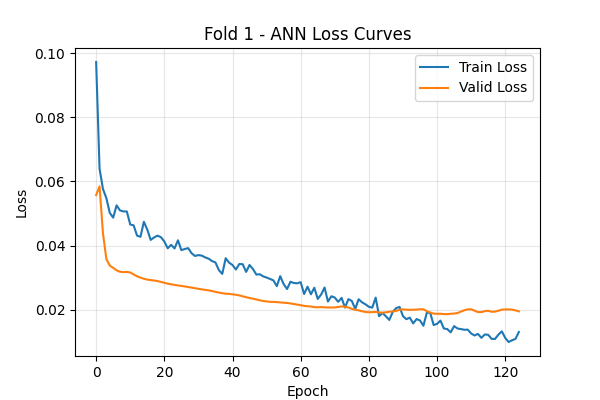 Fold 1 - ANN Loss Curves
Train Loss
Valid Loss
Loss
0.10
0.08
0.06
0.04
0.02
0 20 40 60 80 100 120
Epoch